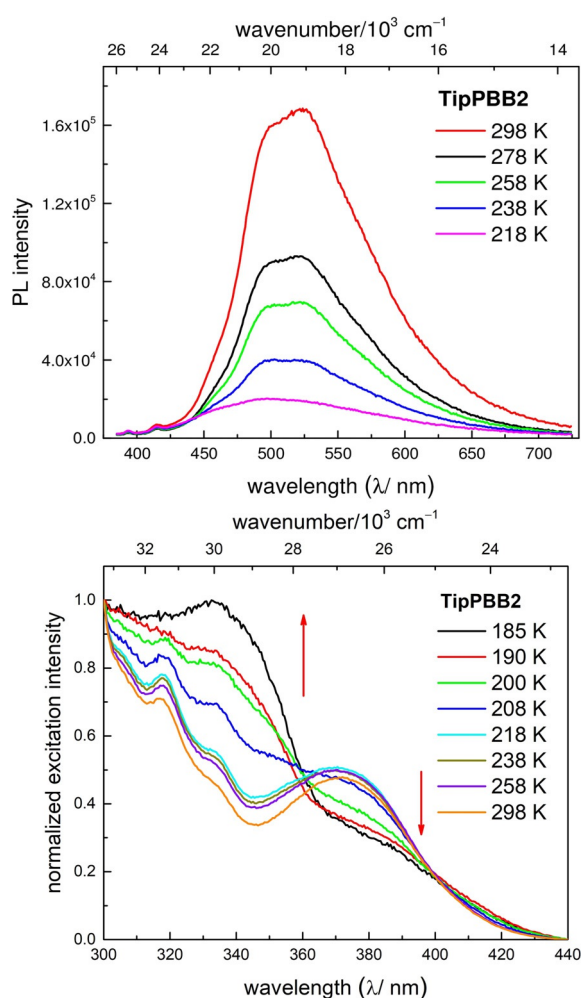 wavenumber/10³ cm⁻¹
26 24 22 20 18 16 14
TipPBB2
298 K
278 K
258 K
238 K
218 K
1.6x10⁵
1.2x10⁵
8.0x10⁴
4.0x10⁴
0.0
PL intensity
400 450 500 550 600 650 700
wavelength (λ/ nm)
wavenumber/10³ cm⁻¹
32 30 28 26 24
TipPBB2
185 K
190 K
200 K
208 K
218 K
238 K
258 K
298 K
1.0
0.8
0.6
0.4
0.2
0.0
normalized excitation intensity
300 320 340 360 380 400 420 440
wavelength (λ/ nm)